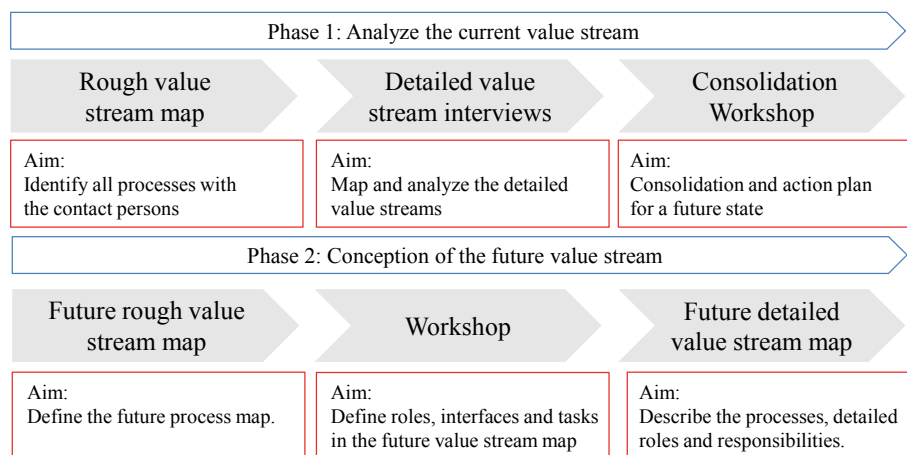 Phase 1: Analyze the current value stream
Rough value
stream map
Detailed value
stream interviews
Consolidation
Workshop
Aim:
Identify all processes with
the contact persons
Aim:
Map and analyze the detailed
value streams
Aim:
Consolidation and action plan
for a future state
Phase 2: Conception of the future value stream
Future rough value
stream map
Workshop
Future detailed
value stream map
Aim:
Define the future process map.
Aim:
Define roles, interfaces and tasks
in the future value stream map
Aim:
Describe the processes, detailed
roles and responsibilities.